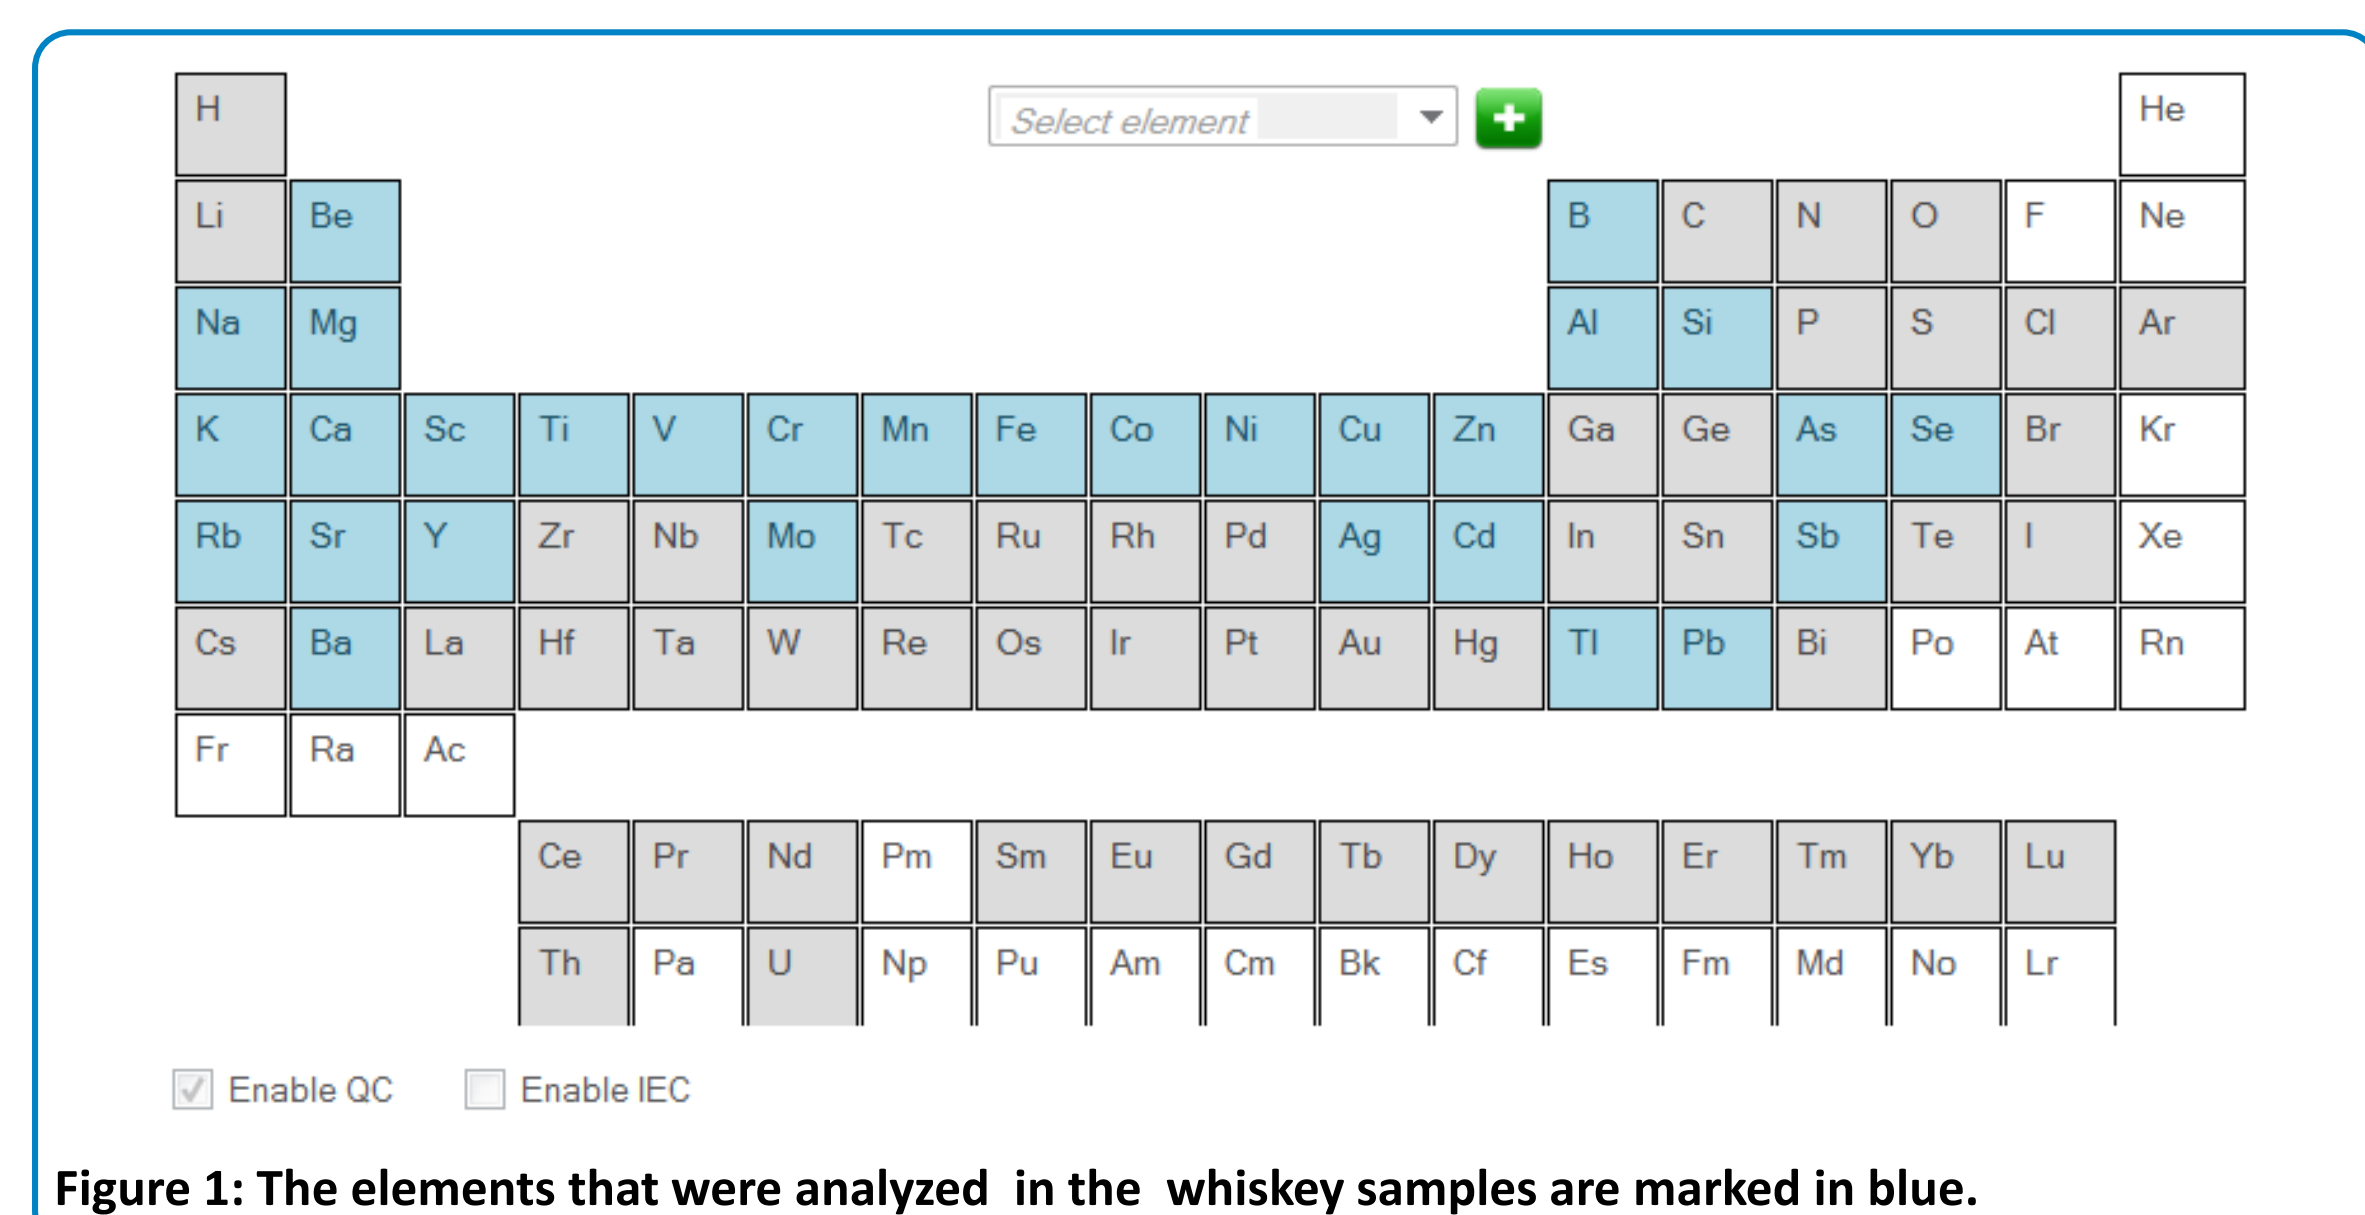 H Select element He
Li Be B C N O F Ne
Na Mg Al Si P S Cl Ar
K Ca Sc Ti V Cr Mn Fe Co Ni Cu Zn Ga Ge As Se Br Kr
Rb Sr Y Zr Nb Mo Tc Ru Rh Pd Ag Cd In Sn Sb Te I Xe
Cs Ba La Hf Ta W Re Os Ir Pt Au Hg Tl Pb Bi Po At Rn
Fr Ra Ac
Ce Pr Nd Pm Sm Eu Gd Tb Dy Ho Er Tm Yb Lu
Th Pa U Np Pu Am Cm Bk Cf Es Fm Md No Lr
Enable QC Enable IEC
Figure 1: The elements that were analyzed in the whiskey samples are marked in blue.